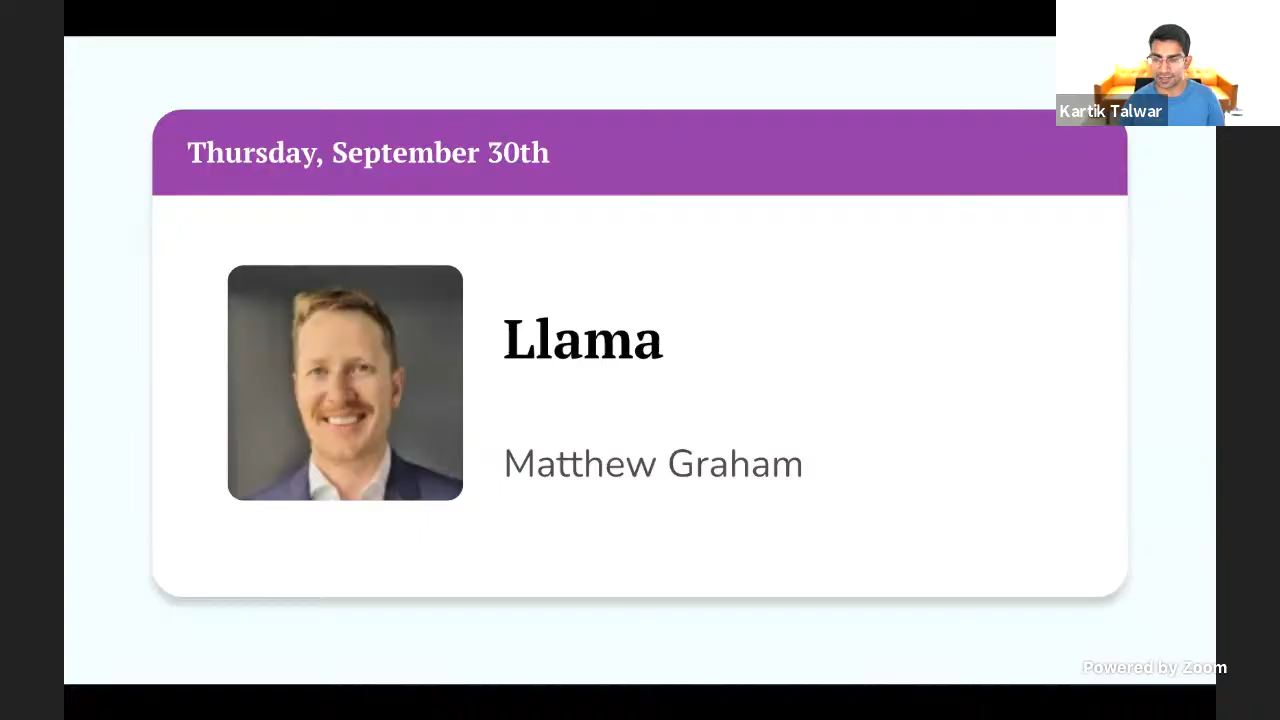 Kartik Talwar
Thursday, September 30th
Llama
Matthew Graham
Powered by Zoom